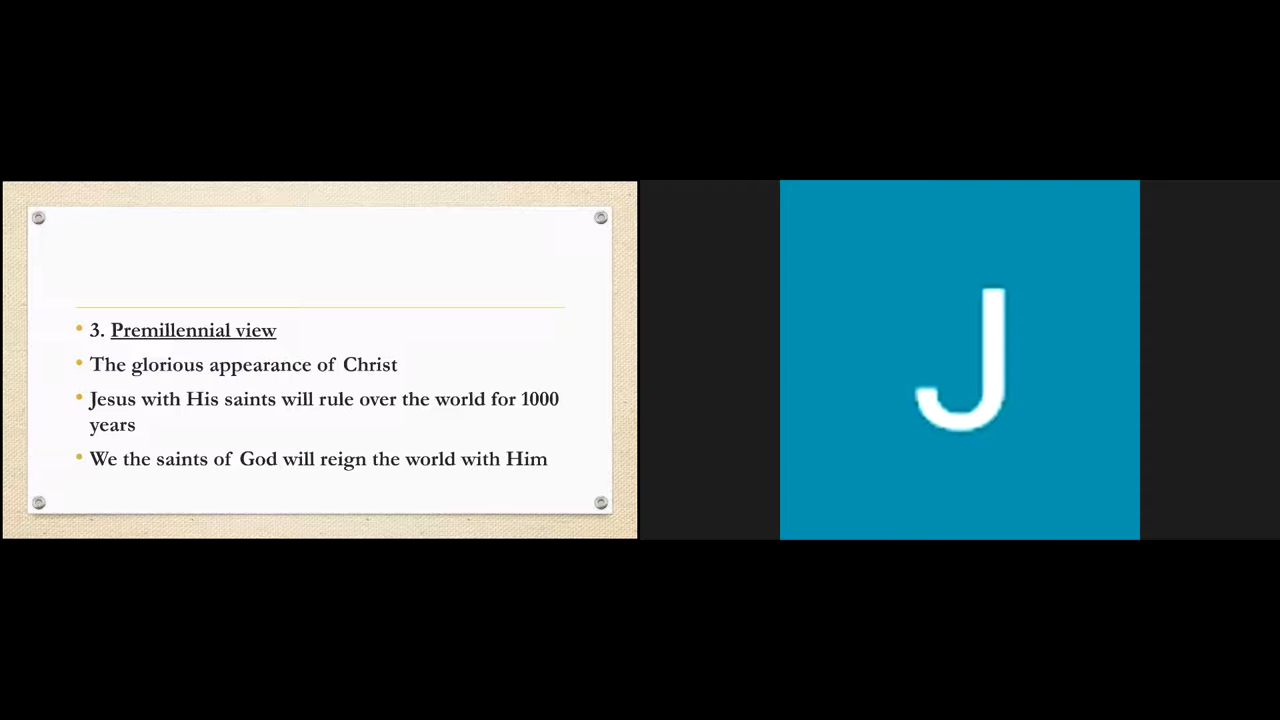 • 3. Premillennial view
• The glorious appearance of Christ
• Jesus with His saints will rule over the world for 1000
years
• We the saints of God will reign the world with Him
J